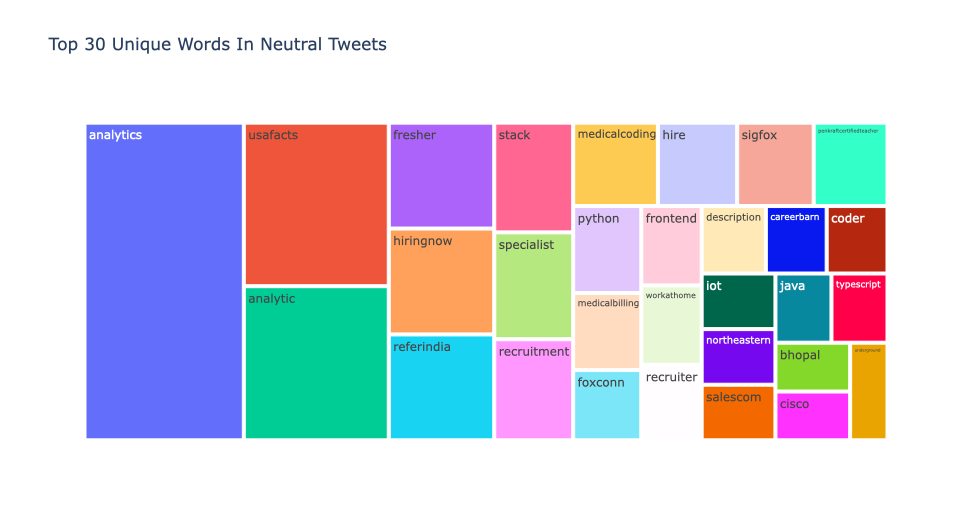 Top 30 Unique Words In Neutral Tweets
analytics
usafacts
analytic
fresher
hiringnow
referindia
stack
specialist
recruitment
medicalcoding
hire
sigfox
penkraftcertifiedteacher
python
medicalbilling
foxconn
frontend
workathome
recruiter
description
careerbarn
coder
iot
northeastern
salescom
java
typescript
bhopal
cisco
underground